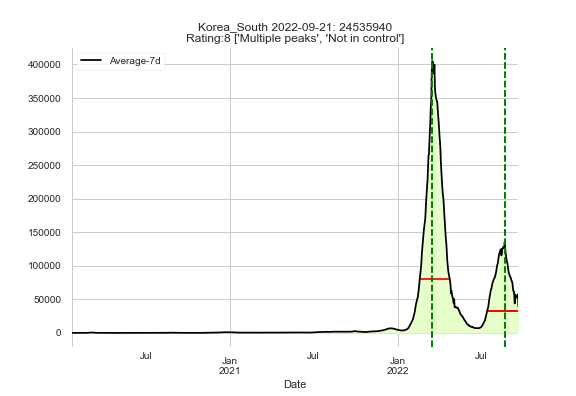 Korea_South 2022-09-21: 24535940
Rating:8 ['Multiple peaks', 'Not in control']
Average-7d
400000
350000
300000
250000
200000
150000
100000
50000
0
Jul
Jan
2021
Jul
Jan
2022
Jul
Date